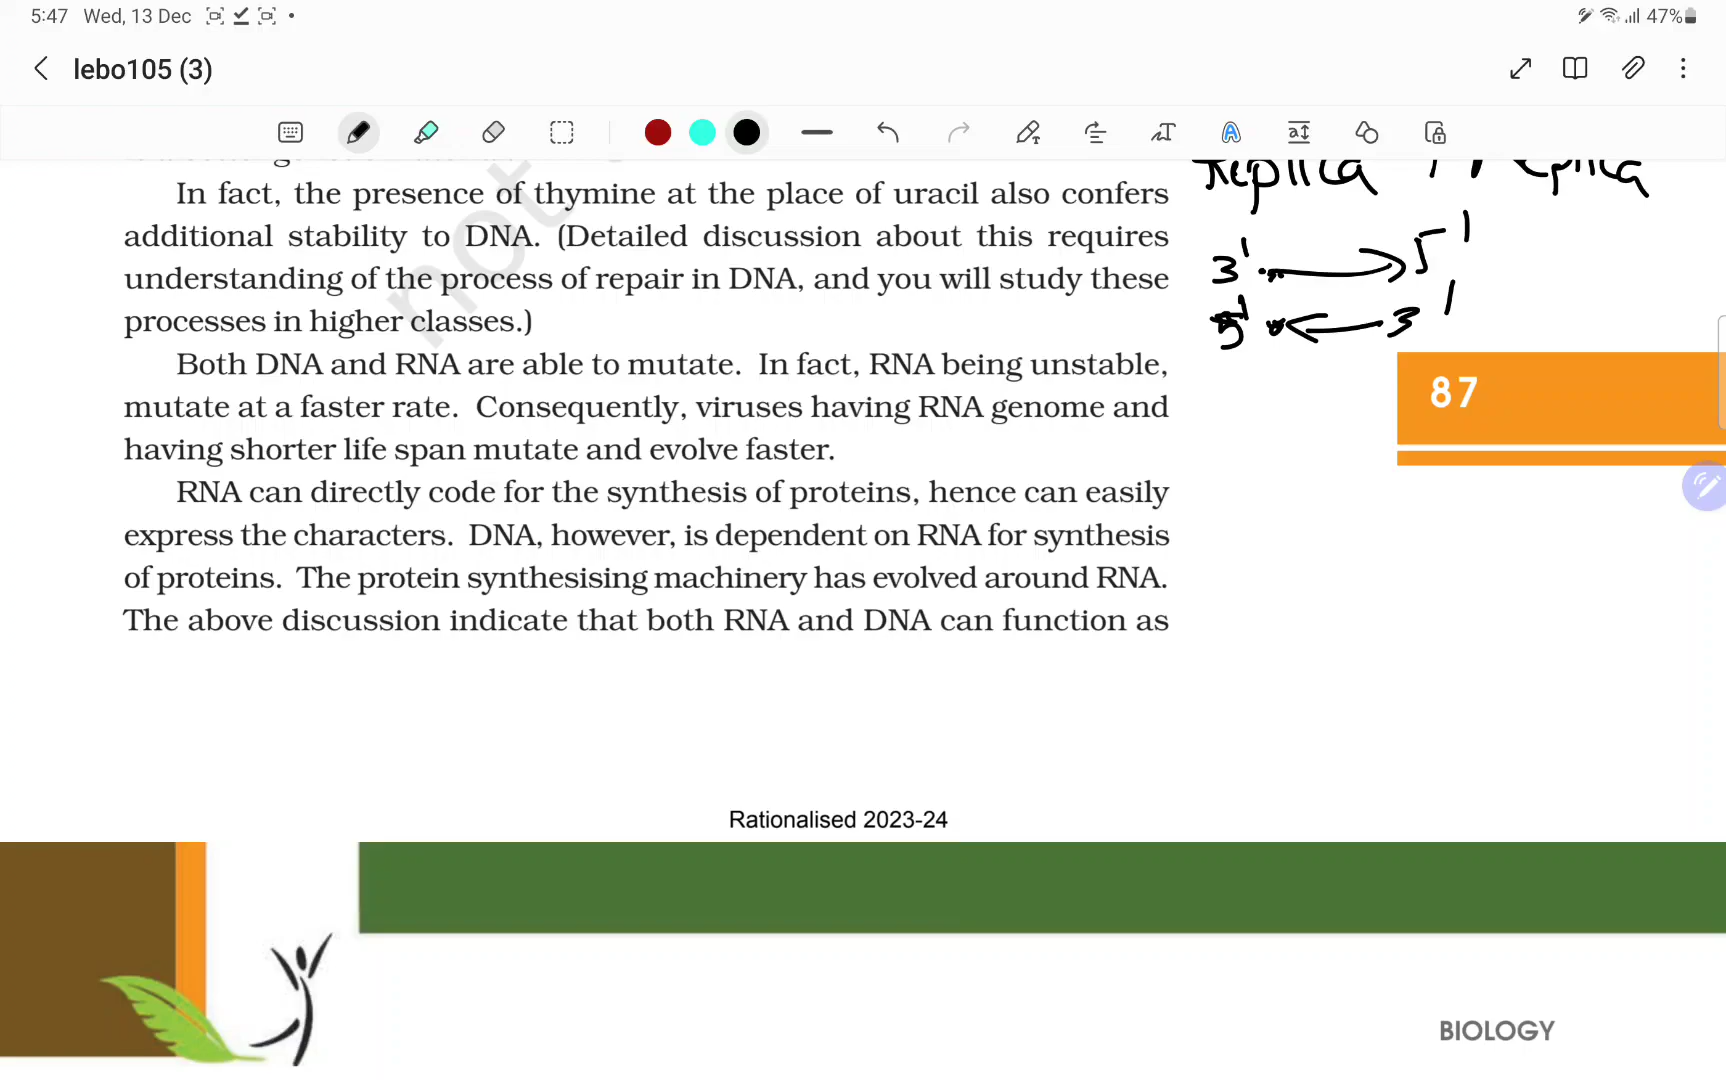 5:47 Wed, 13 Dec 47%
lebo105 (3)
Replica
In fact, the presence of thymine at the place of uracil also confers
additional stability to DNA. (Detailed discussion about this requires
understanding of the process of repair in DNA, and you will study these
processes in higher classes.)
3' 5'
5' 3'
87
Both DNA and RNA are able to mutate. In fact, RNA being unstable,
mutate at a faster rate. Consequently, viruses having RNA genome and
having shorter life span mutate and evolve faster.
RNA can directly code for the synthesis of proteins, hence can easily
express the characters. DNA, however, is dependent on RNA for synthesis
of proteins. The protein synthesising machinery has evolved around RNA.
The above discussion indicate that both RNA and DNA can function as
not
Rationalised 2023-24
BIOLOGY